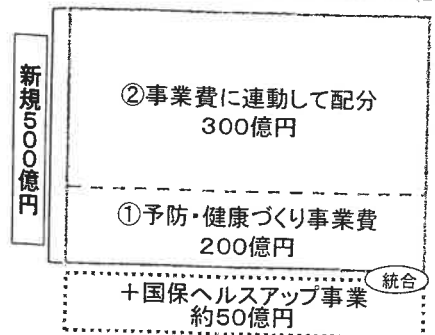 新規500億円
②事業費に連動して配分
300億円
①予防・健康づくり事業費
200億円
統合
+国保ヘルスアップ事業
約50億円